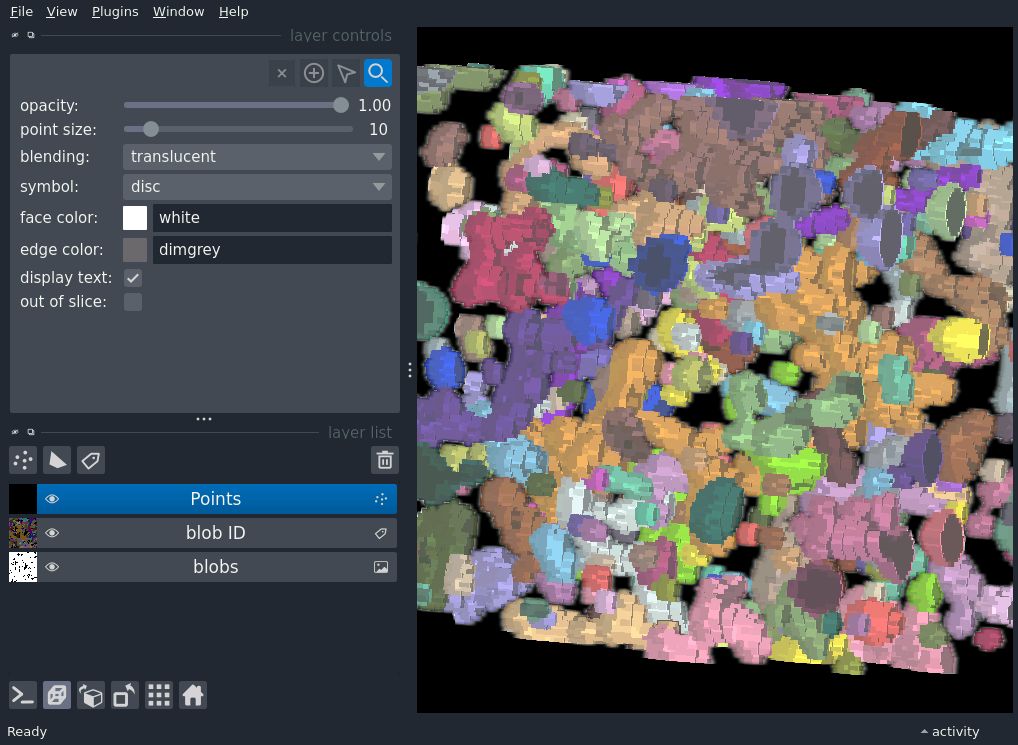 File View Plugins Window Help
layer controls
opacity: 1.00
point size: 10
blending: translucent
symbol: disc
face color: white
edge color: dimgrey
display text:
out of slice:
layer list
Points
blob ID
blobs
Ready activity